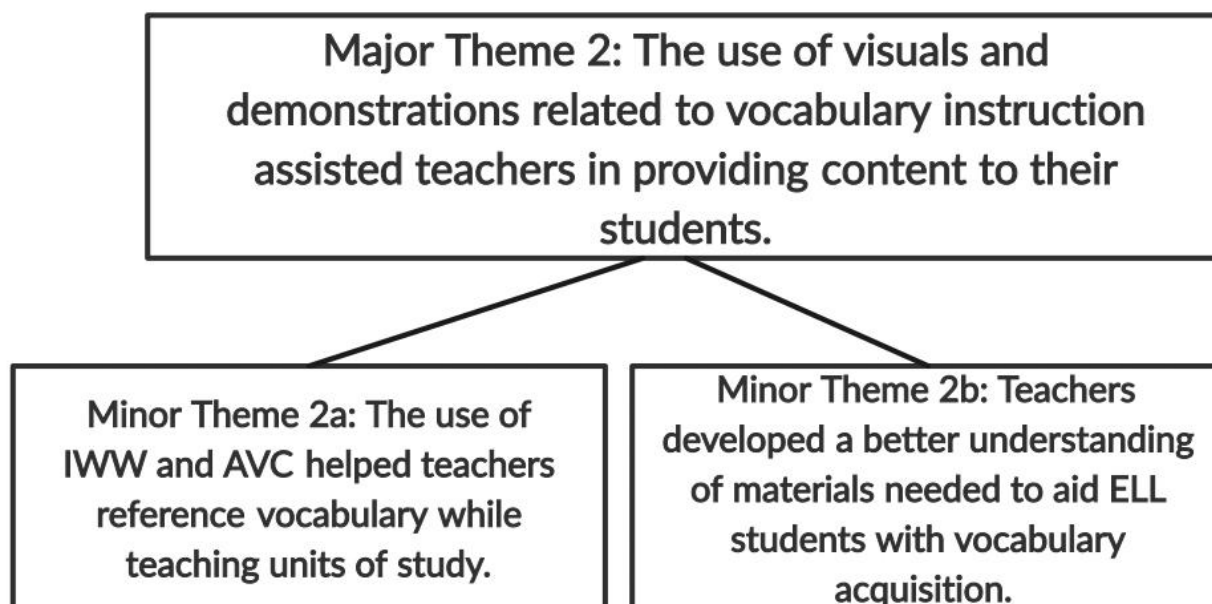 Major Theme 2: The use of visuals and
demonstrations related to vocabulary instruction
assisted teachers in providing content to their
students.
Minor Theme 2a: The use of
IWW and AVC helped teachers
reference vocabulary while
teaching units of study.
Minor Theme 2b: Teachers
developed a better understanding
of materials needed to aid ELL
students with vocabulary
acquisition.